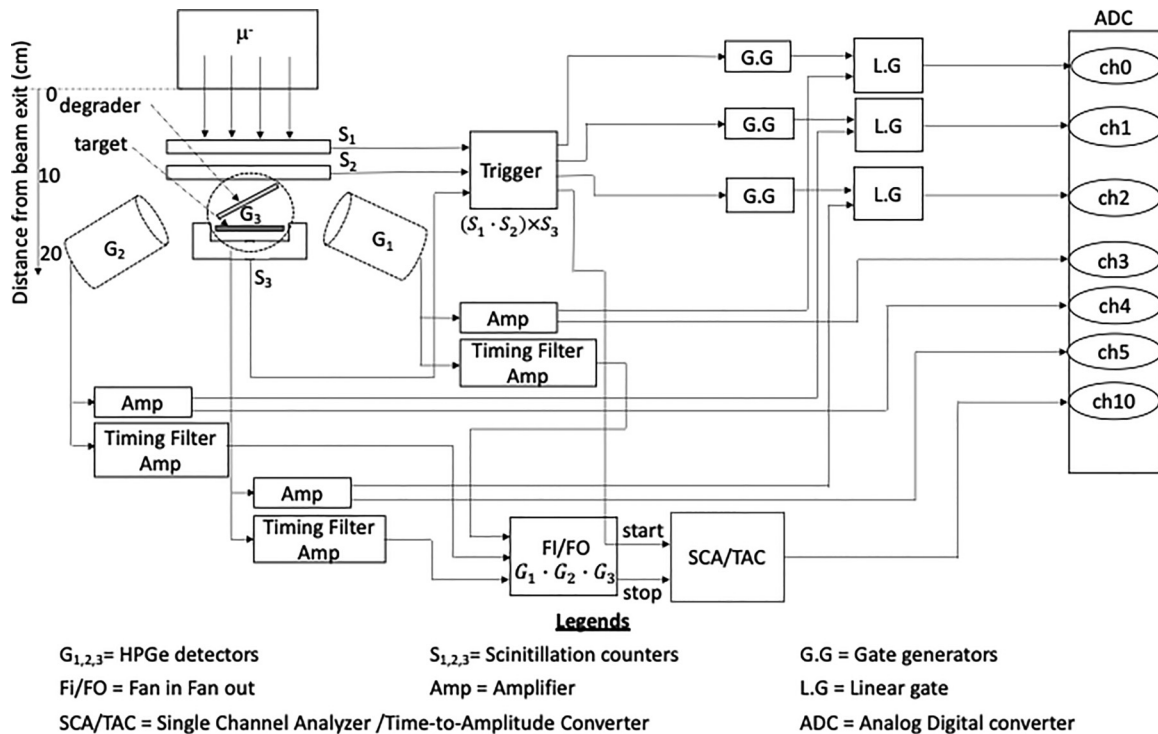 ADC
μ⁻
Distance from beam exit (cm)
0
10
20
degrader
target
S₁
S₂
G₃
G₂
G₁
S₃
Trigger
(S₁ · S₂)×S₃
G.G
L.G
G.G
L.G
G.G
L.G
ch0
ch1
ch2
ch3
ch4
ch5
ch10
Amp
Timing Filter
Amp
Amp
Timing Filter
Amp
Amp
Timing Filter
Amp
FI/FO
G₁ · G₂ · G₃
start
stop
SCA/TAC
Legends
G₁,₂,₃= HPGe detectors
S₁,₂,₃= Scinitillation counters
G.G = Gate generators
Fi/FO = Fan in Fan out
Amp = Amplifier
L.G = Linear gate
SCA/TAC = Single Channel Analyzer /Time-to-Amplitude Converter
ADC = Analog Digital converter